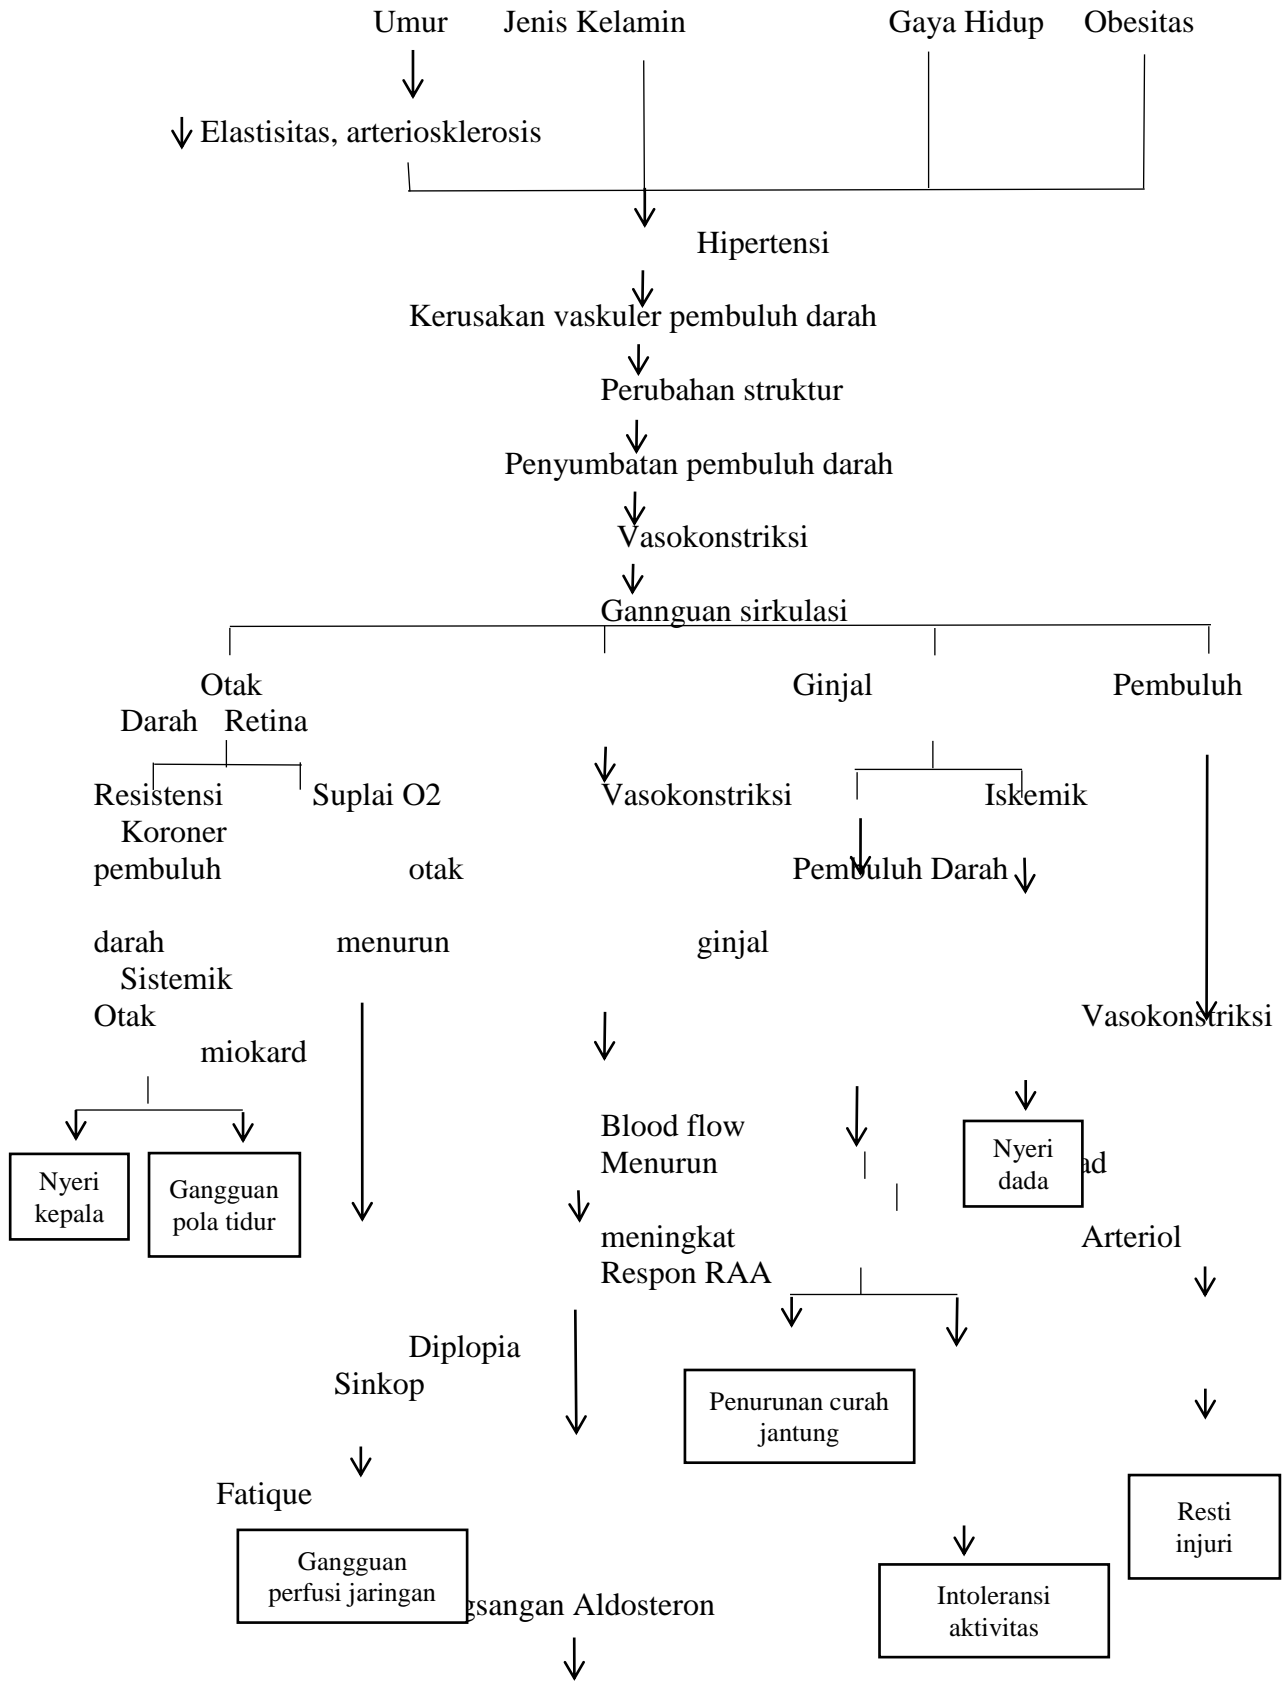 Umur Jenis Kelamin Gaya Hidup Obesitas
Elastisitas, arteriosklerosis
Hipertensi
Kerusakan vaskuler pembuluh darah
Perubahan struktur
Penyumbatan pembuluh darah
Vasokonstriksi
Gannguan sirkulasi
Otak Ginjal Pembuluh
Darah Retina
Resistensi Suplai O2 Vasokonstriksi Iskemik
Koroner
pembuluh otak Pembuluh Darah
darah menurun ginjal
Sistemik
Otak Vasokonstriksi
miokard
Blood flow
Menurun ad
Nyeri
dada
Nyeri
kepala
Gangguan
pola tidur
meningkat Arteriol
Respon RAA
Diplopia
Sinkop
Penurunan curah
jantung
Fatique
Resti
injuri
Gangguan
perfusi jaringan
gsangan Aldosteron
Intoleransi
aktivitas